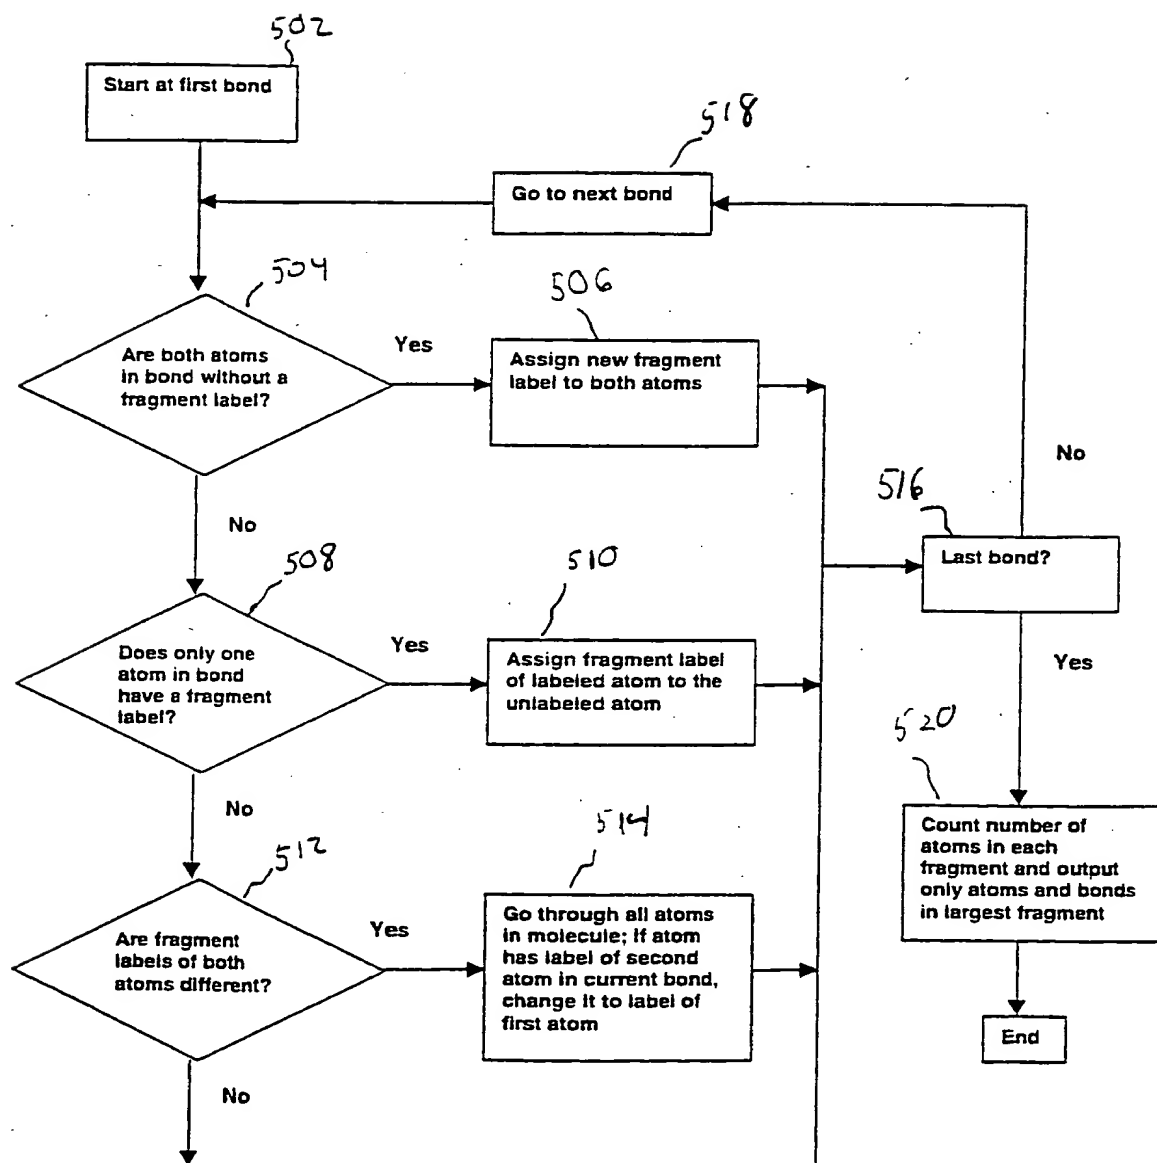 502
Start at first bond
518
Go to next bond
504
Are both atoms
in bond without a
fragment label?
Yes
506
Assign new fragment
label to both atoms
No
516
Last bond?
No
508
Does only one
atom in bond
have a fragment
label?
Yes
510
Assign fragment label
of labeled atom to the
unlabeled atom
Yes
520
Count number of
atoms in each
fragment and output
only atoms and bonds
in largest fragment
No
512
Are fragment
labels of both
atoms different?
Yes
514
Go through all atoms
in molecule; If atom
has label of second
atom in current bond,
change it to label of
first atom
End
No